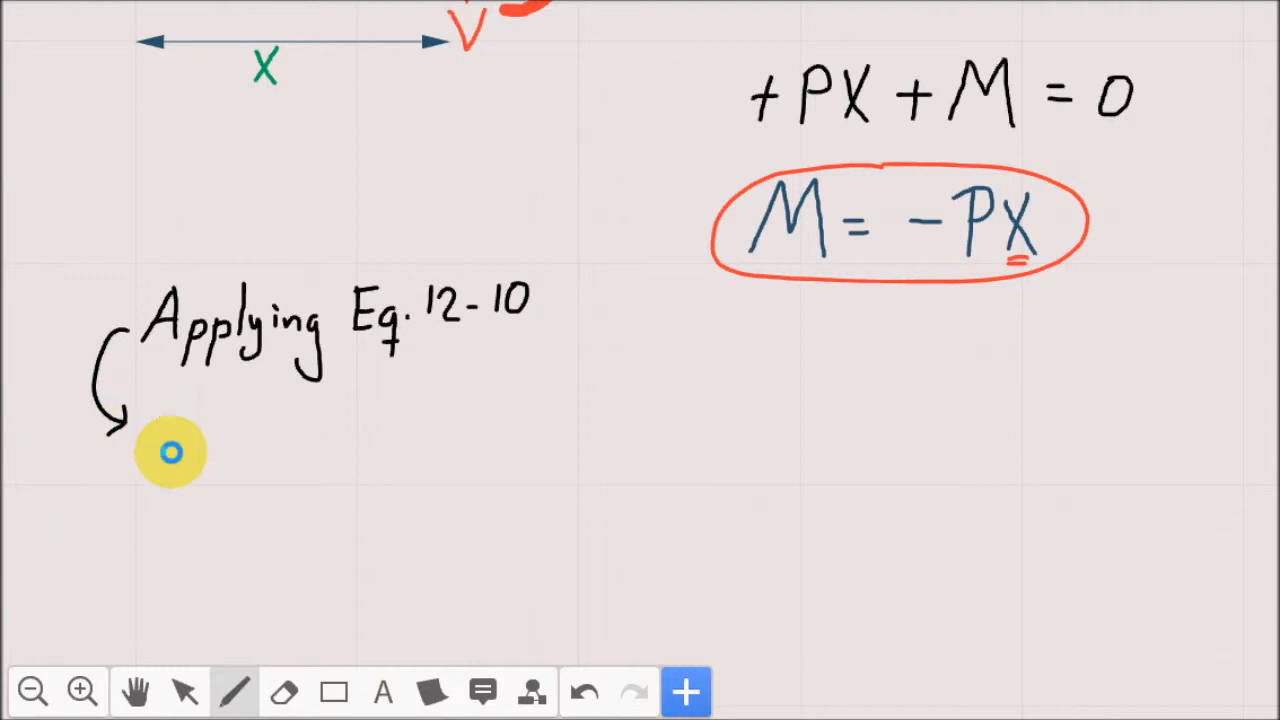 V
X
+PX+M=0
M= -PX
Applying Eq. 12-10
A